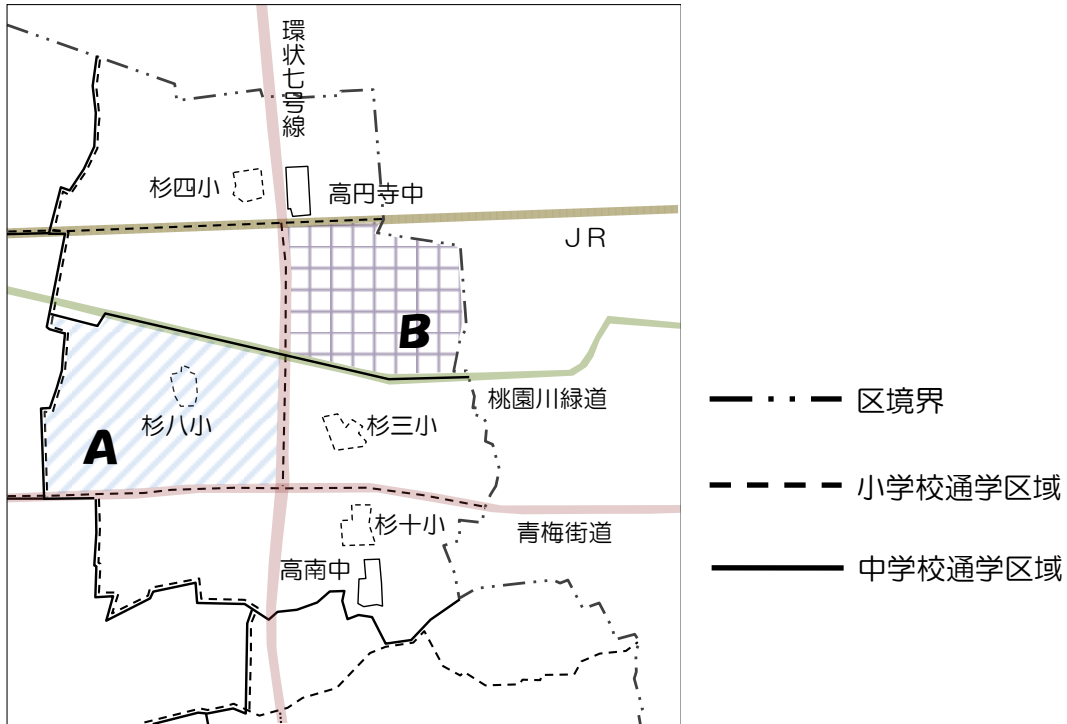 環状七号線
杉四小
高円寺中
JR
B
桃園川緑道
杉八小
A
杉三小
杉十小
青梅街道
高南中
区境界
小学校通学区域
中学校通学区域